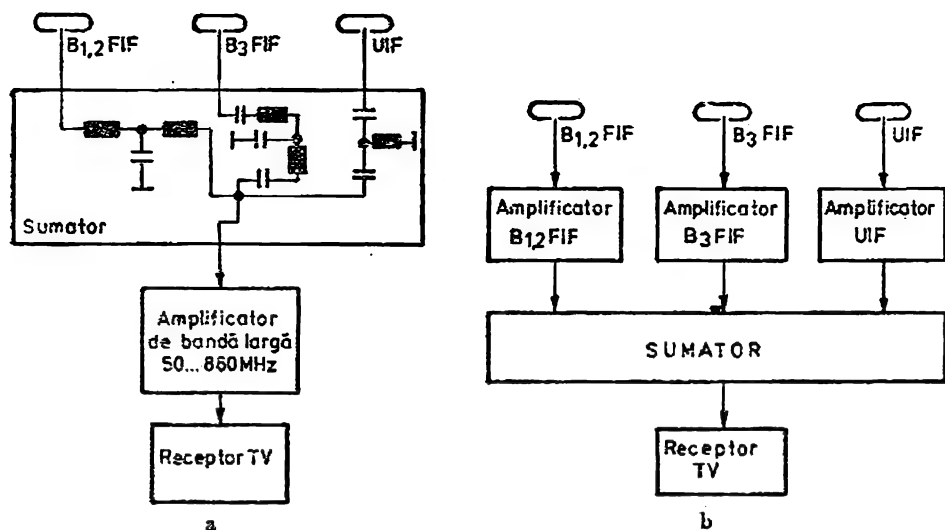 B1,2 FIF
B3 FIF
UIF
Sumator
Amplificator
de bandă largă
50...860MHz
Receptor TV
a
B1,2 FIF
B3 FIF
UIF
Amplificator
B1,2 FIF
Amplificator
B3 FIF
Amplificator
UIF
SUMATOR
Receptor
TV
b